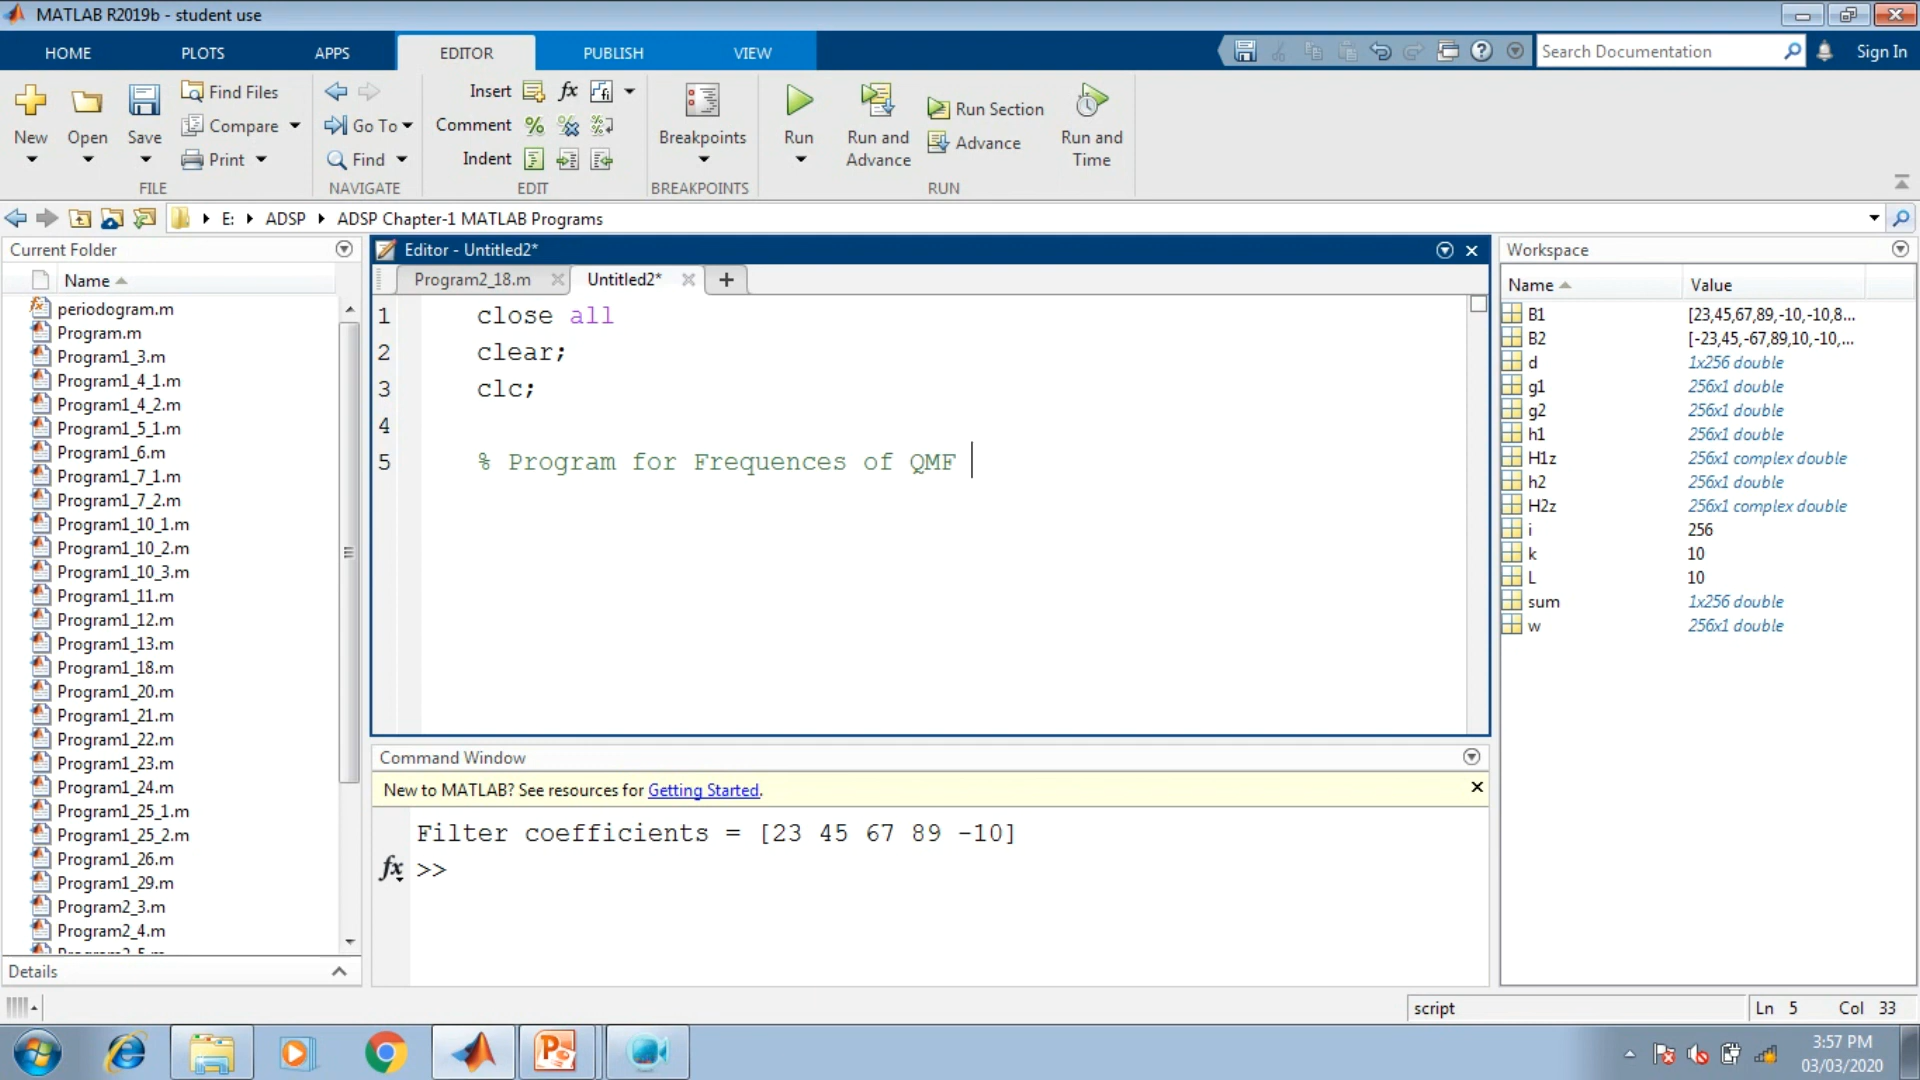 MATLAB R2019b - student use
HOME PLOTS APPS EDITOR PUBLISH VIEW
Search Documentation
Sign In
New
Open
Save
Find Files
Compare
Print
FILE
Go To
Find
NAVIGATE
Insert
Comment
Indent
EDIT
Breakpoints
BREAKPOINTS
Run
Run and Advance
Run Section
Advance
Run and Time
RUN
E: ADSP ADSP Chapter-1 MATLAB Programs
Current Folder
Name
periodogram.m
Program.m
Program1_3.m
Program1_4_1.m
Program1_4_2.m
Program1_5_1.m
Program1_6.m
Program1_7_1.m
Program1_7_2.m
Program1_10_1.m
Program1_10_2.m
Program1_10_3.m
Program1_11.m
Program1_12.m
Program1_13.m
Program1_18.m
Program1_20.m
Program1_21.m
Program1_22.m
Program1_23.m
Program1_24.m
Program1_25_1.m
Program1_25_2.m
Program1_26.m
Program1_29.m
Program2_3.m
Program2_4.m
Details
Editor - Untitled2*
Program2_18.m Untitled2*
1 close all
2 clear;
3 clc;
4
5 % Program for Frequences of QMF
Command Window
New to MATLAB? See resources for Getting Started.
Filter coefficients = [23 45 67 89 -10]
fx >>
Workspace
Name Value
B1 [23,45,67,89,-10,-10,8...
B2 [-23,45,-67,89,10,-10,...
d 1x256 double
g1 256x1 double
g2 256x1 double
h1 256x1 double
H1z 256x1 complex double
h2 256x1 double
H2z 256x1 complex double
i 256
k 10
L 10
sum 1x256 double
w 256x1 double
script
Ln 5 Col 33
3:57 PM
03/03/2020